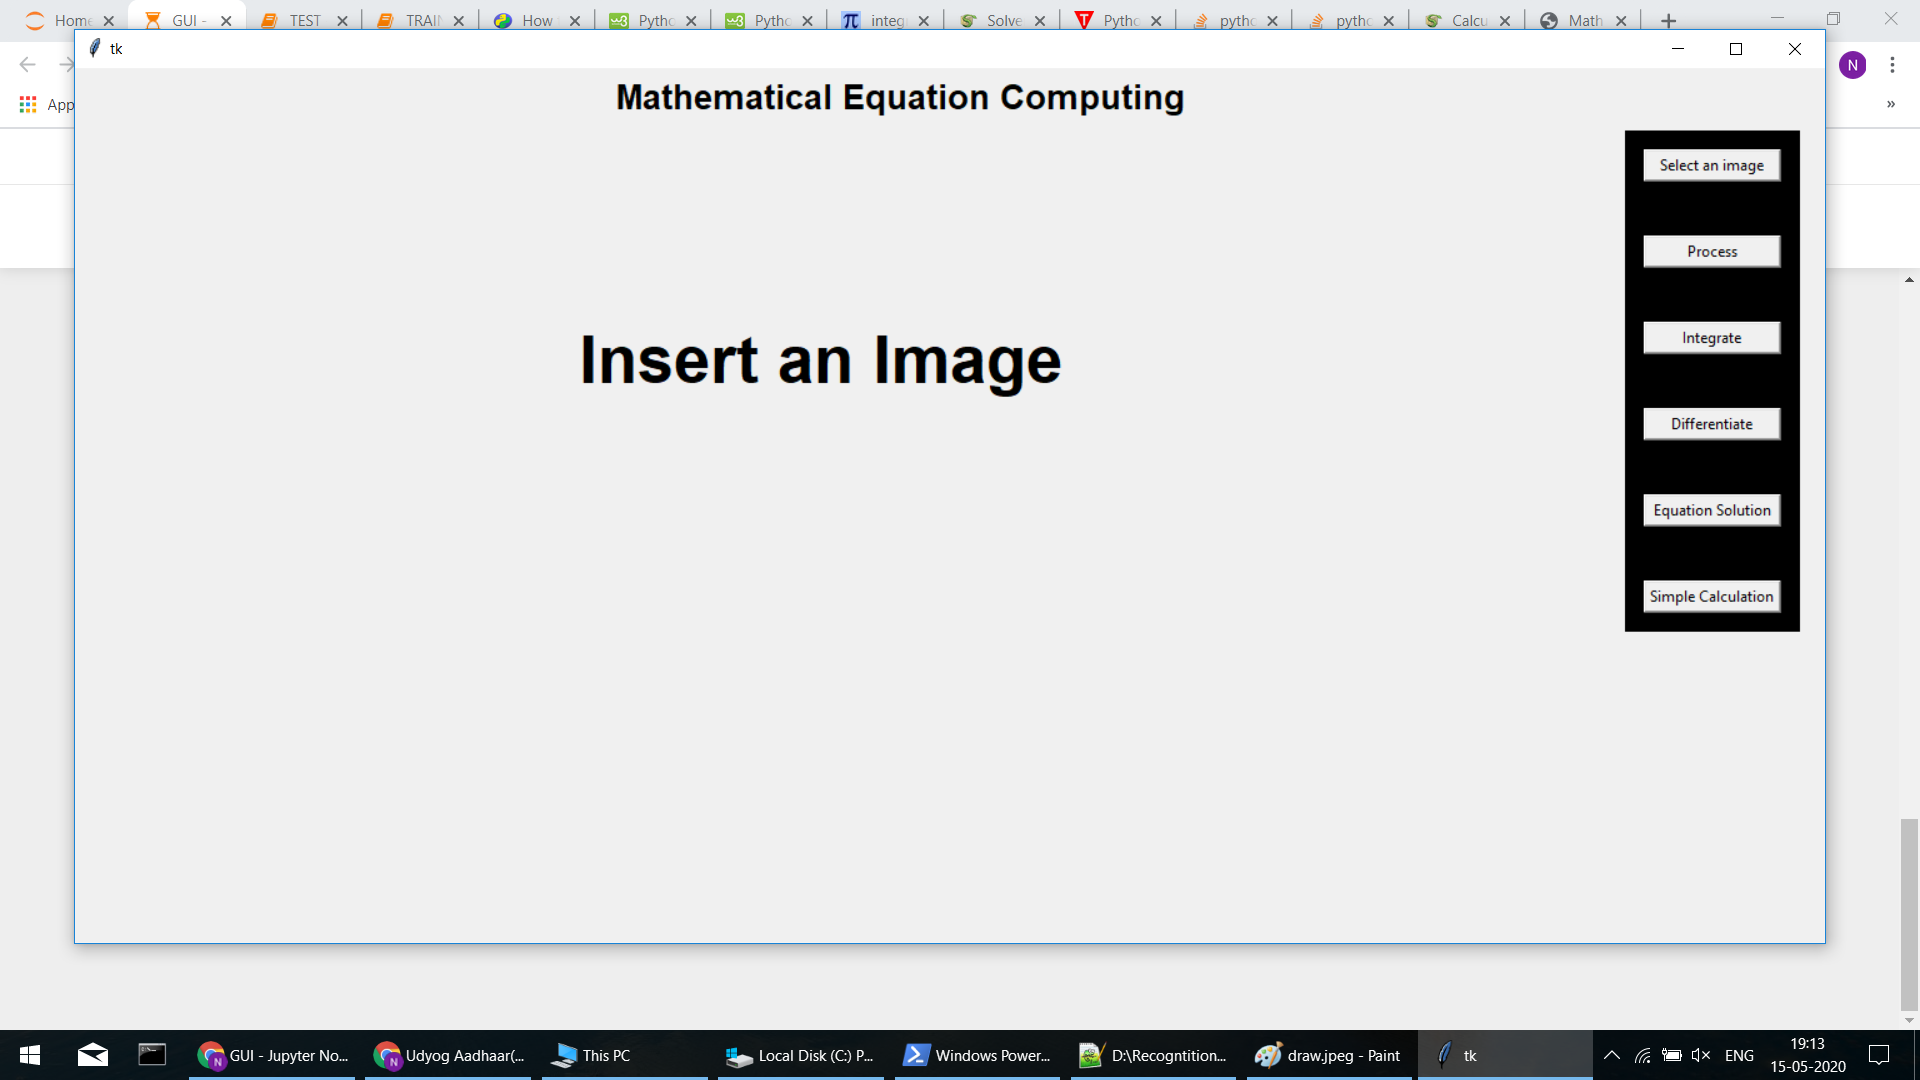 Home
GUI -
TEST
TRAIN
How
Pytho
Pytho
integ
Solve
Pytho
pytho
pytho
Calcu
Math
tk
N
App
Mathematical Equation Computing
Select an image
Process
Insert an Image
Integrate
Differentiate
Equation Solution
Simple Calculation
GUI - Jupyter No...
Udyog Aadhaar(...
This PC
Local Disk (C:) P...
Windows Power...
D:\Recogntition...
draw.jpeg - Paint
tk
ENG
19:13
15-05-2020